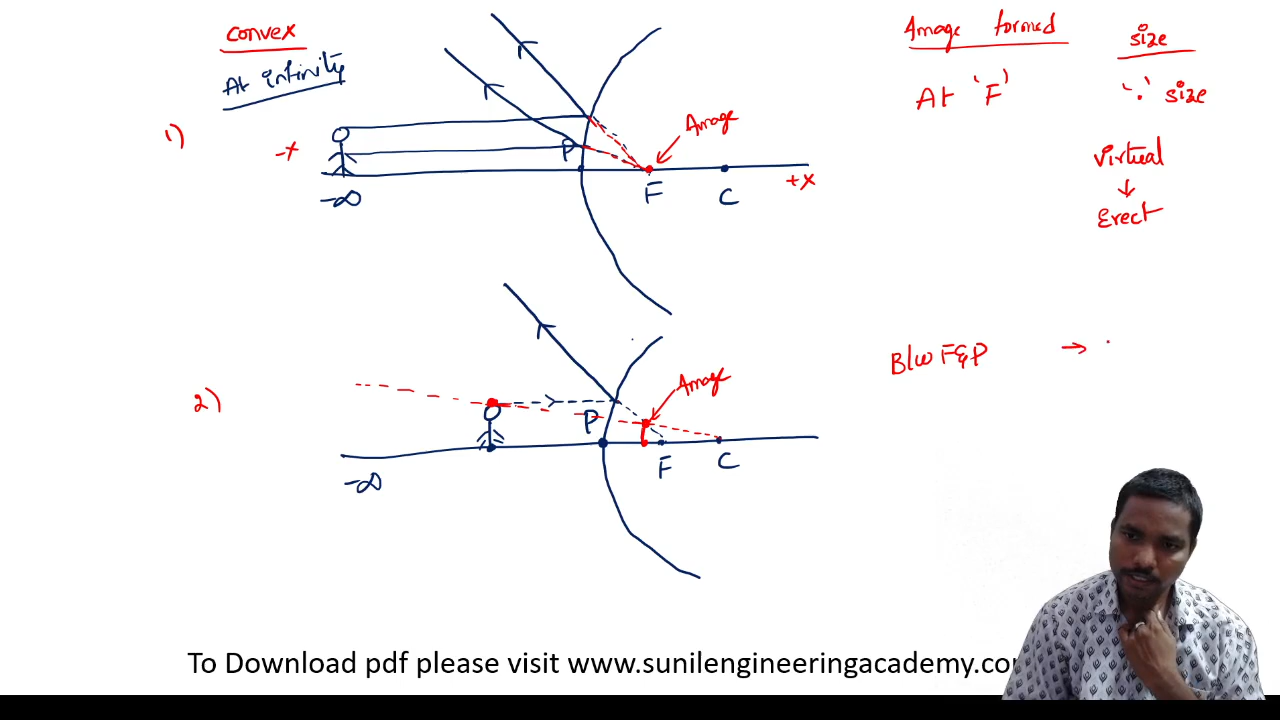 convex
At infinity
Image formed
size
1)
-x
P
Image
F
C
+x
-∞
At 'F'
'.' size
Virtual
↓
Erect
2)
P
Image
F
C
-∞
B/w F&P →
To Download pdf please visit www.sunilengineeringacademy.co